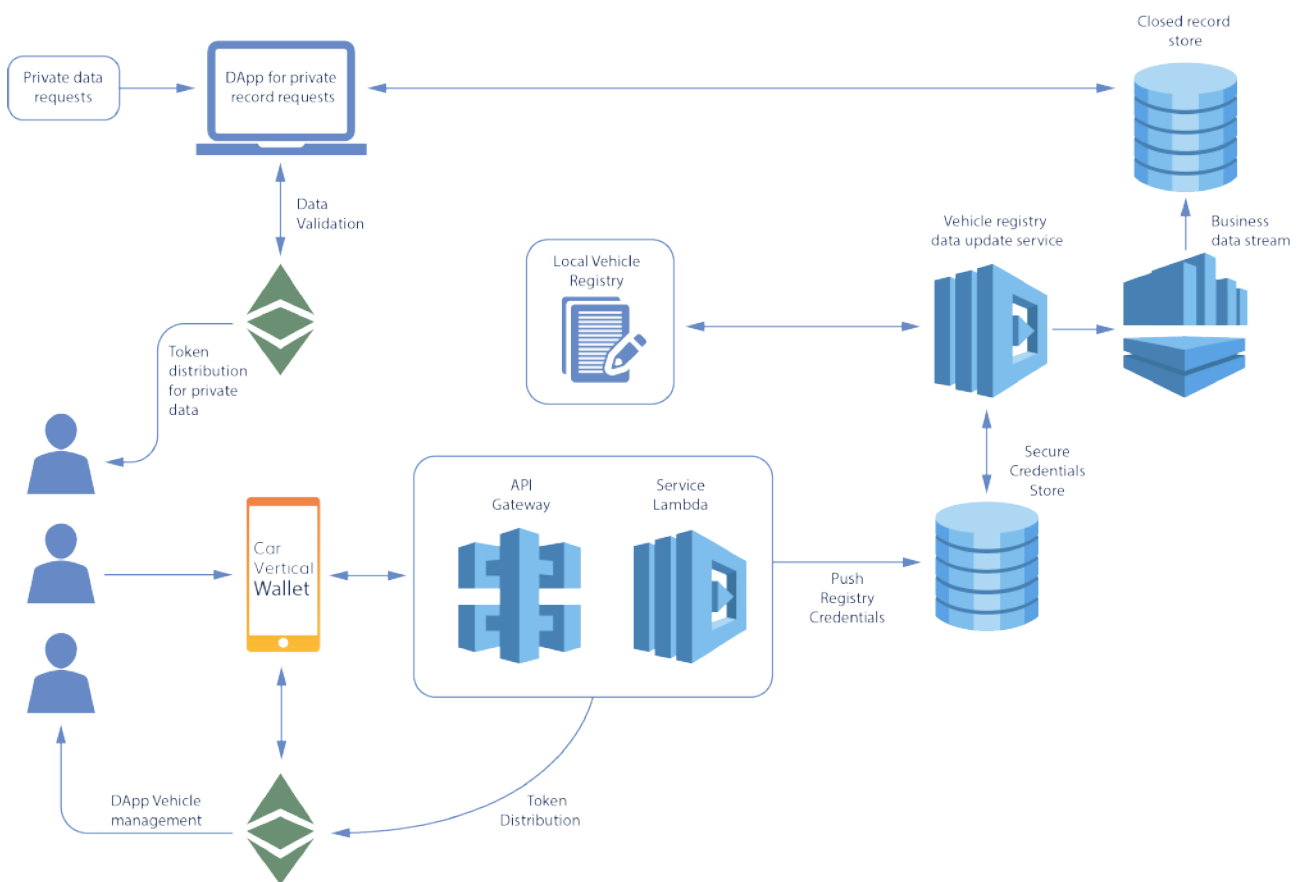 Closed record
store
Private data
requests
DApp for private
record requests
Data
Validation
Vehicle registry
data update service
Business
data stream
Local Vehicle
Registry
Token
distribution
for private
data
Secure
Credentials
Store
API
Gateway
Service
Lambda
Car
Vertical
Wallet
Push
Registry
Credentials
DApp Vehicle
management
Token
Distribution